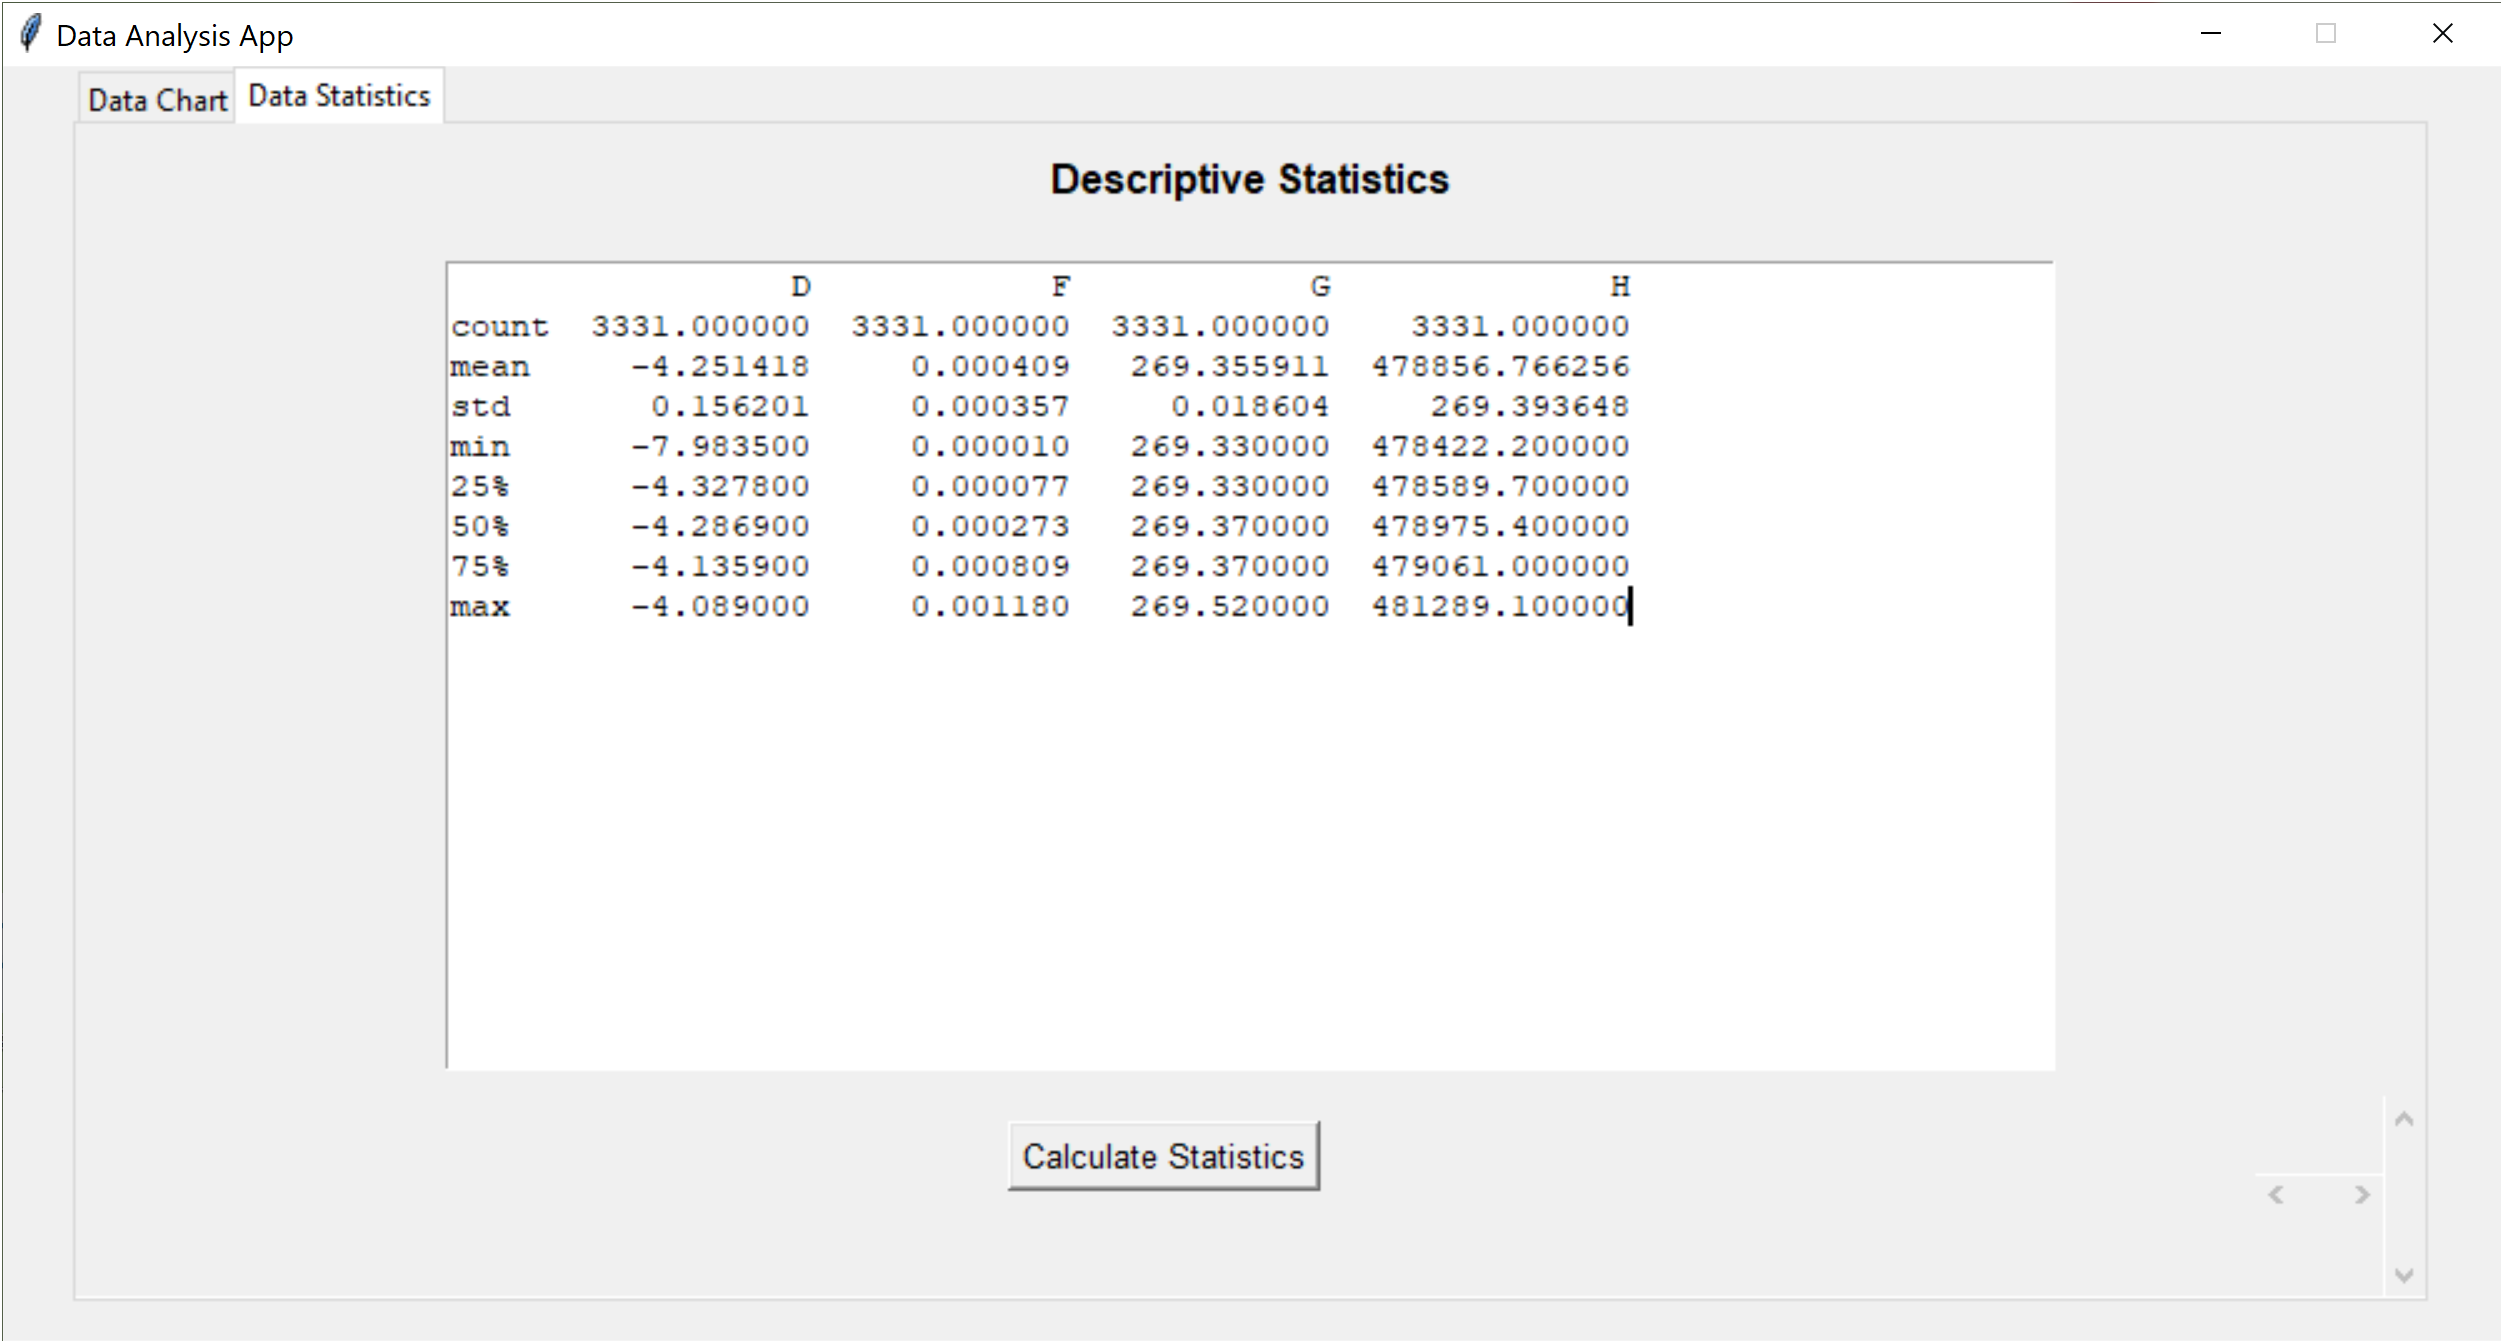 Data Analysis App
Data Chart Data Statistics
Descriptive Statistics
                 D            F            G              H
count  3331.000000  3331.000000  3331.000000    3331.000000
mean     -4.251418     0.000409   269.355911  478856.766256
std       0.156201     0.000357     0.018604     269.393648
min      -7.983500     0.000010   269.330000  478422.200000
25%      -4.327800     0.000077   269.330000  478589.700000
50%      -4.286900     0.000273   269.370000  478975.400000
75%      -4.135900     0.000809   269.370000  479061.000000
max      -4.089000     0.001180   269.520000  481289.100000
Calculate Statistics